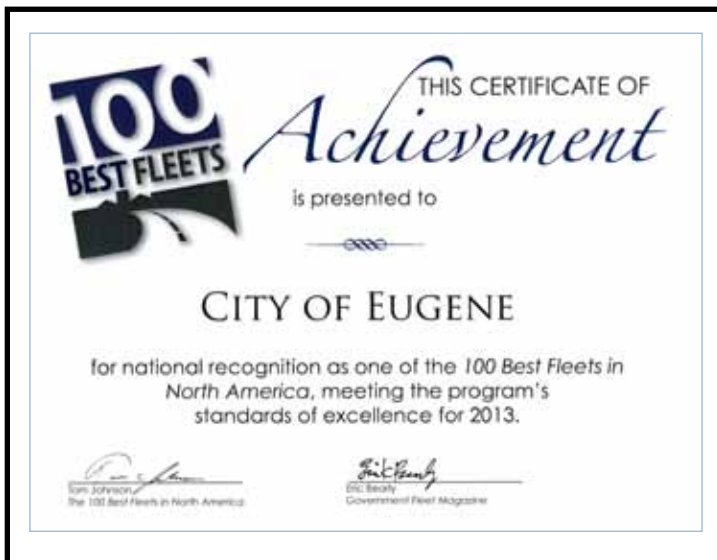 100
BEST FLEETS
THIS CERTIFICATE OF
Achievement
is presented to
CITY OF EUGENE
for national recognition as one of the 100 Best Fleets in
North America, meeting the program's
standards of excellence for 2013.
Tom Johnson
The 100 Best Fleets in North America
Eric Bearly
Government Fleet Magazine